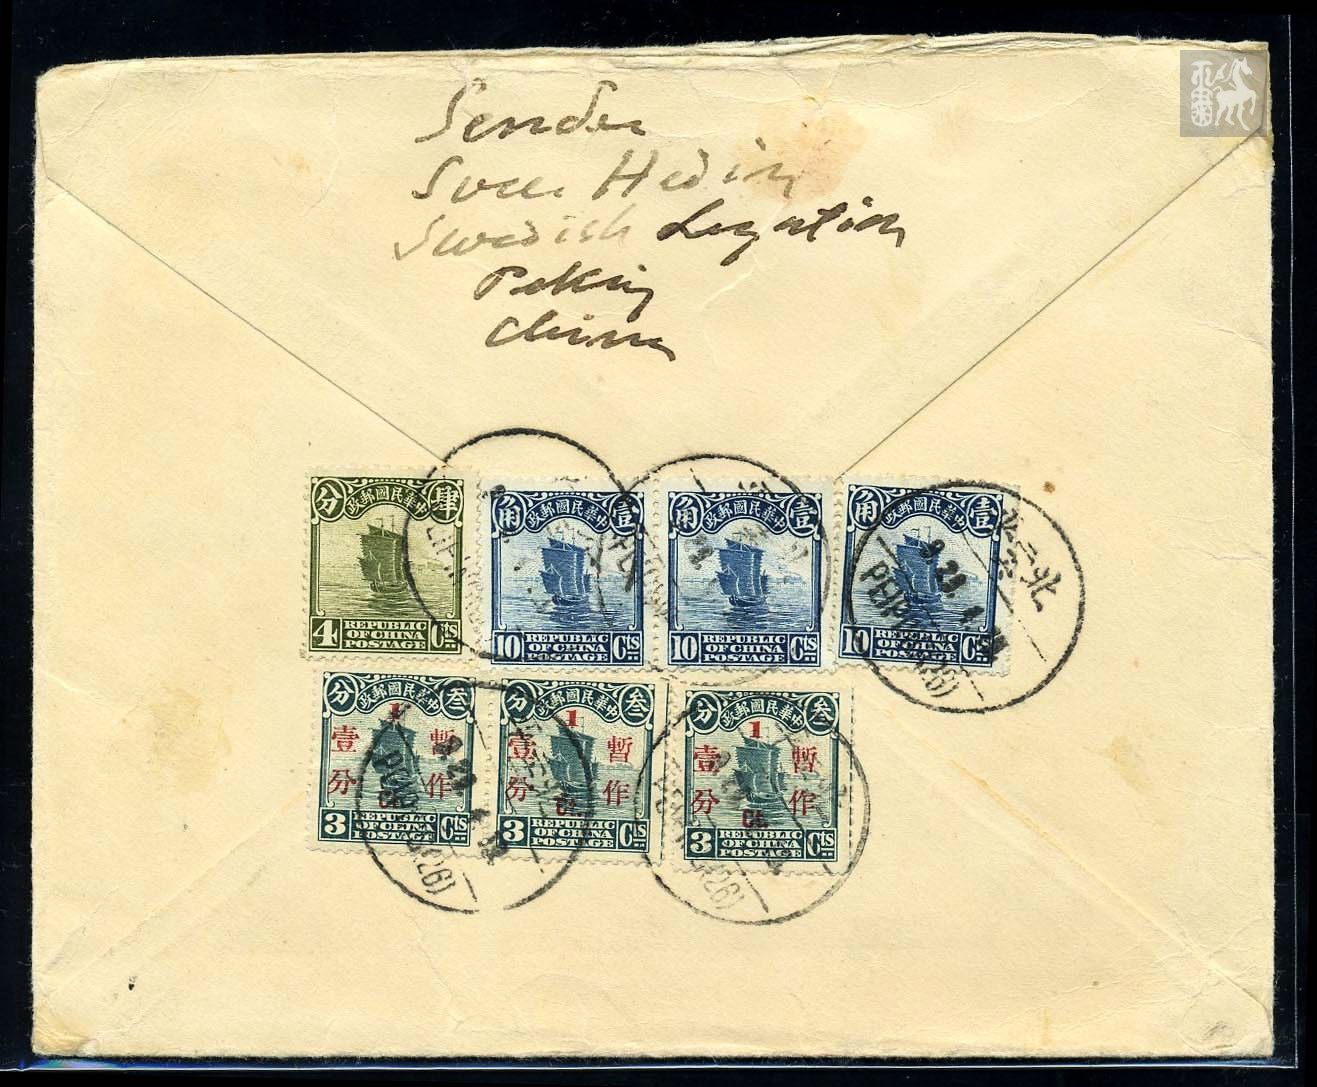 Sender
Sven Hedin
Swedish Legation
Peking
China
分 政郵國民華中 肆
4 REPUBLIC OF CHINA POSTAGE Cts
角 政郵國民華中 壹
10 REPUBLIC OF CHINA POSTAGE Cts
角 政郵國民華中 壹
10 REPUBLIC OF CHINA POSTAGE Cts
角 政郵國民華中 壹
10 REPUBLIC OF CHINA POSTAGE Cts
北
PEIPING (26)
分 政郵國民華中 叁
1
壹分 暫作
3 REPUBLIC OF CHINA POSTAGE Cts
分 政郵國民華中 叁
1
壹分 暫作
Ct.
3 REPUBLIC OF CHINA POSTAGE Cts
分 政郵國民華中 叁
1
壹分 暫作
Ct.
3 REPUBLIC OF CHINA POSTAGE Cts